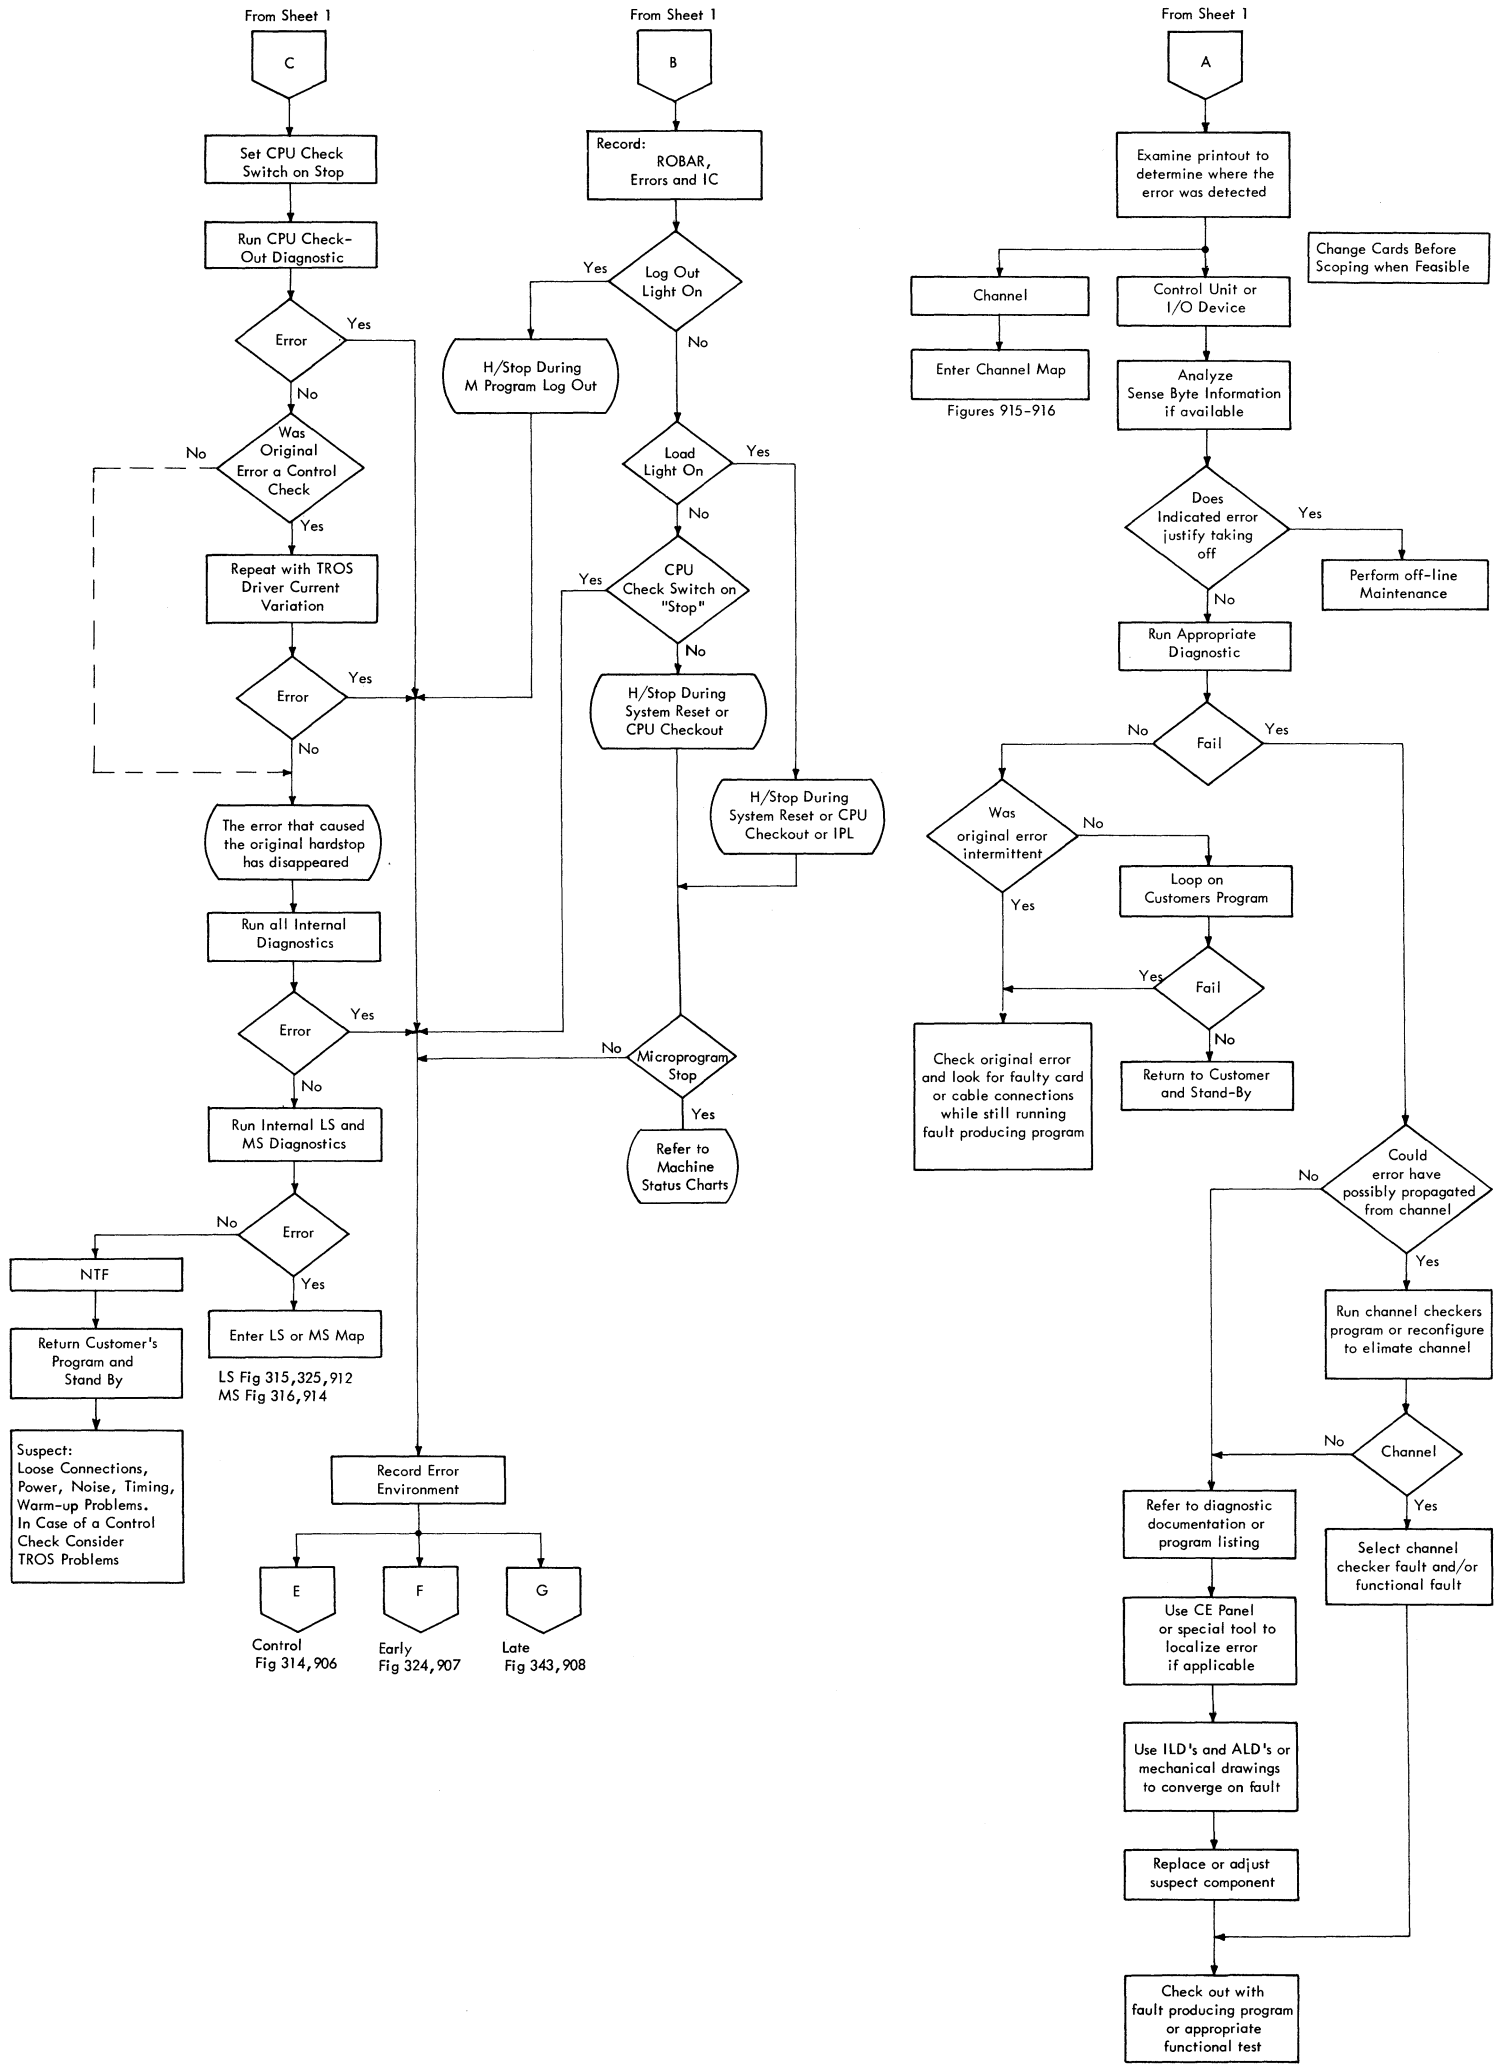 From Sheet 1
C
Set CPU Check
Switch on Stop
Run CPU Check-
Out Diagnostic
Error
Yes
No
Was
Original
Error a Control
Check
No
Yes
Repeat with TROS
Driver Current
Variation
Error
Yes
No
The error that caused
the original hardstop
has disappeared
Run all Internal
Diagnostics
Error
Yes
No
Run Internal LS and
MS Diagnostics
Error
No
Yes
NTF
Return Customer's
Program and
Stand By
Suspect:
Loose Connections,
Power, Noise, Timing,
Warm-up Problems.
In Case of a Control
Check Consider
TROS Problems
Enter LS or MS Map
LS Fig 315,325,912
MS Fig 316,914
Record Error
Environment
E
F
G
Control
Fig 314,906
Early
Fig 324,907
Late
Fig 343,908
From Sheet 1
B
Record:
ROBAR,
Errors and IC
Log Out
Light On
Yes
No
H/Stop During
M Program Log Out
Load
Light On
Yes
No
CPU
Check Switch on
"Stop"
Yes
No
H/Stop During
System Reset or
CPU Checkout
H/Stop During
System Reset or CPU
Checkout or IPL
Microprogram
Stop
No
Yes
Refer to
Machine
Status Charts
From Sheet 1
A
Examine printout to
determine where the
error was detected
Change Cards Before
Scoping when Feasible
Channel
Enter Channel Map
Figures 915-916
Control Unit or
I/O Device
Analyze
Sense Byte Information
if available
Does
Indicated error
justify taking
off
Yes
No
Perform off-line
Maintenance
Run Appropriate
Diagnostic
Fail
No
Yes
Was
original error
intermittent
No
Yes
Loop on
Customers Program
Fail
Yes
No
Check original error
and look for faulty card
or cable connections
while still running
fault producing program
Return to Customer
and Stand-By
Could
error have
possibly propagated
from channel
No
Yes
Run channel checkers
program or reconfigure
to elimate channel
Channel
No
Yes
Refer to diagnostic
documentation or
program listing
Select channel
checker fault and/or
functional fault
Use CE Panel
or special tool to
localize error
if applicable
Use ILD's and ALD's or
mechanical drawings
to converge on fault
Replace or adjust
suspect component
Check out with
fault producing program
or appropriate
functional test